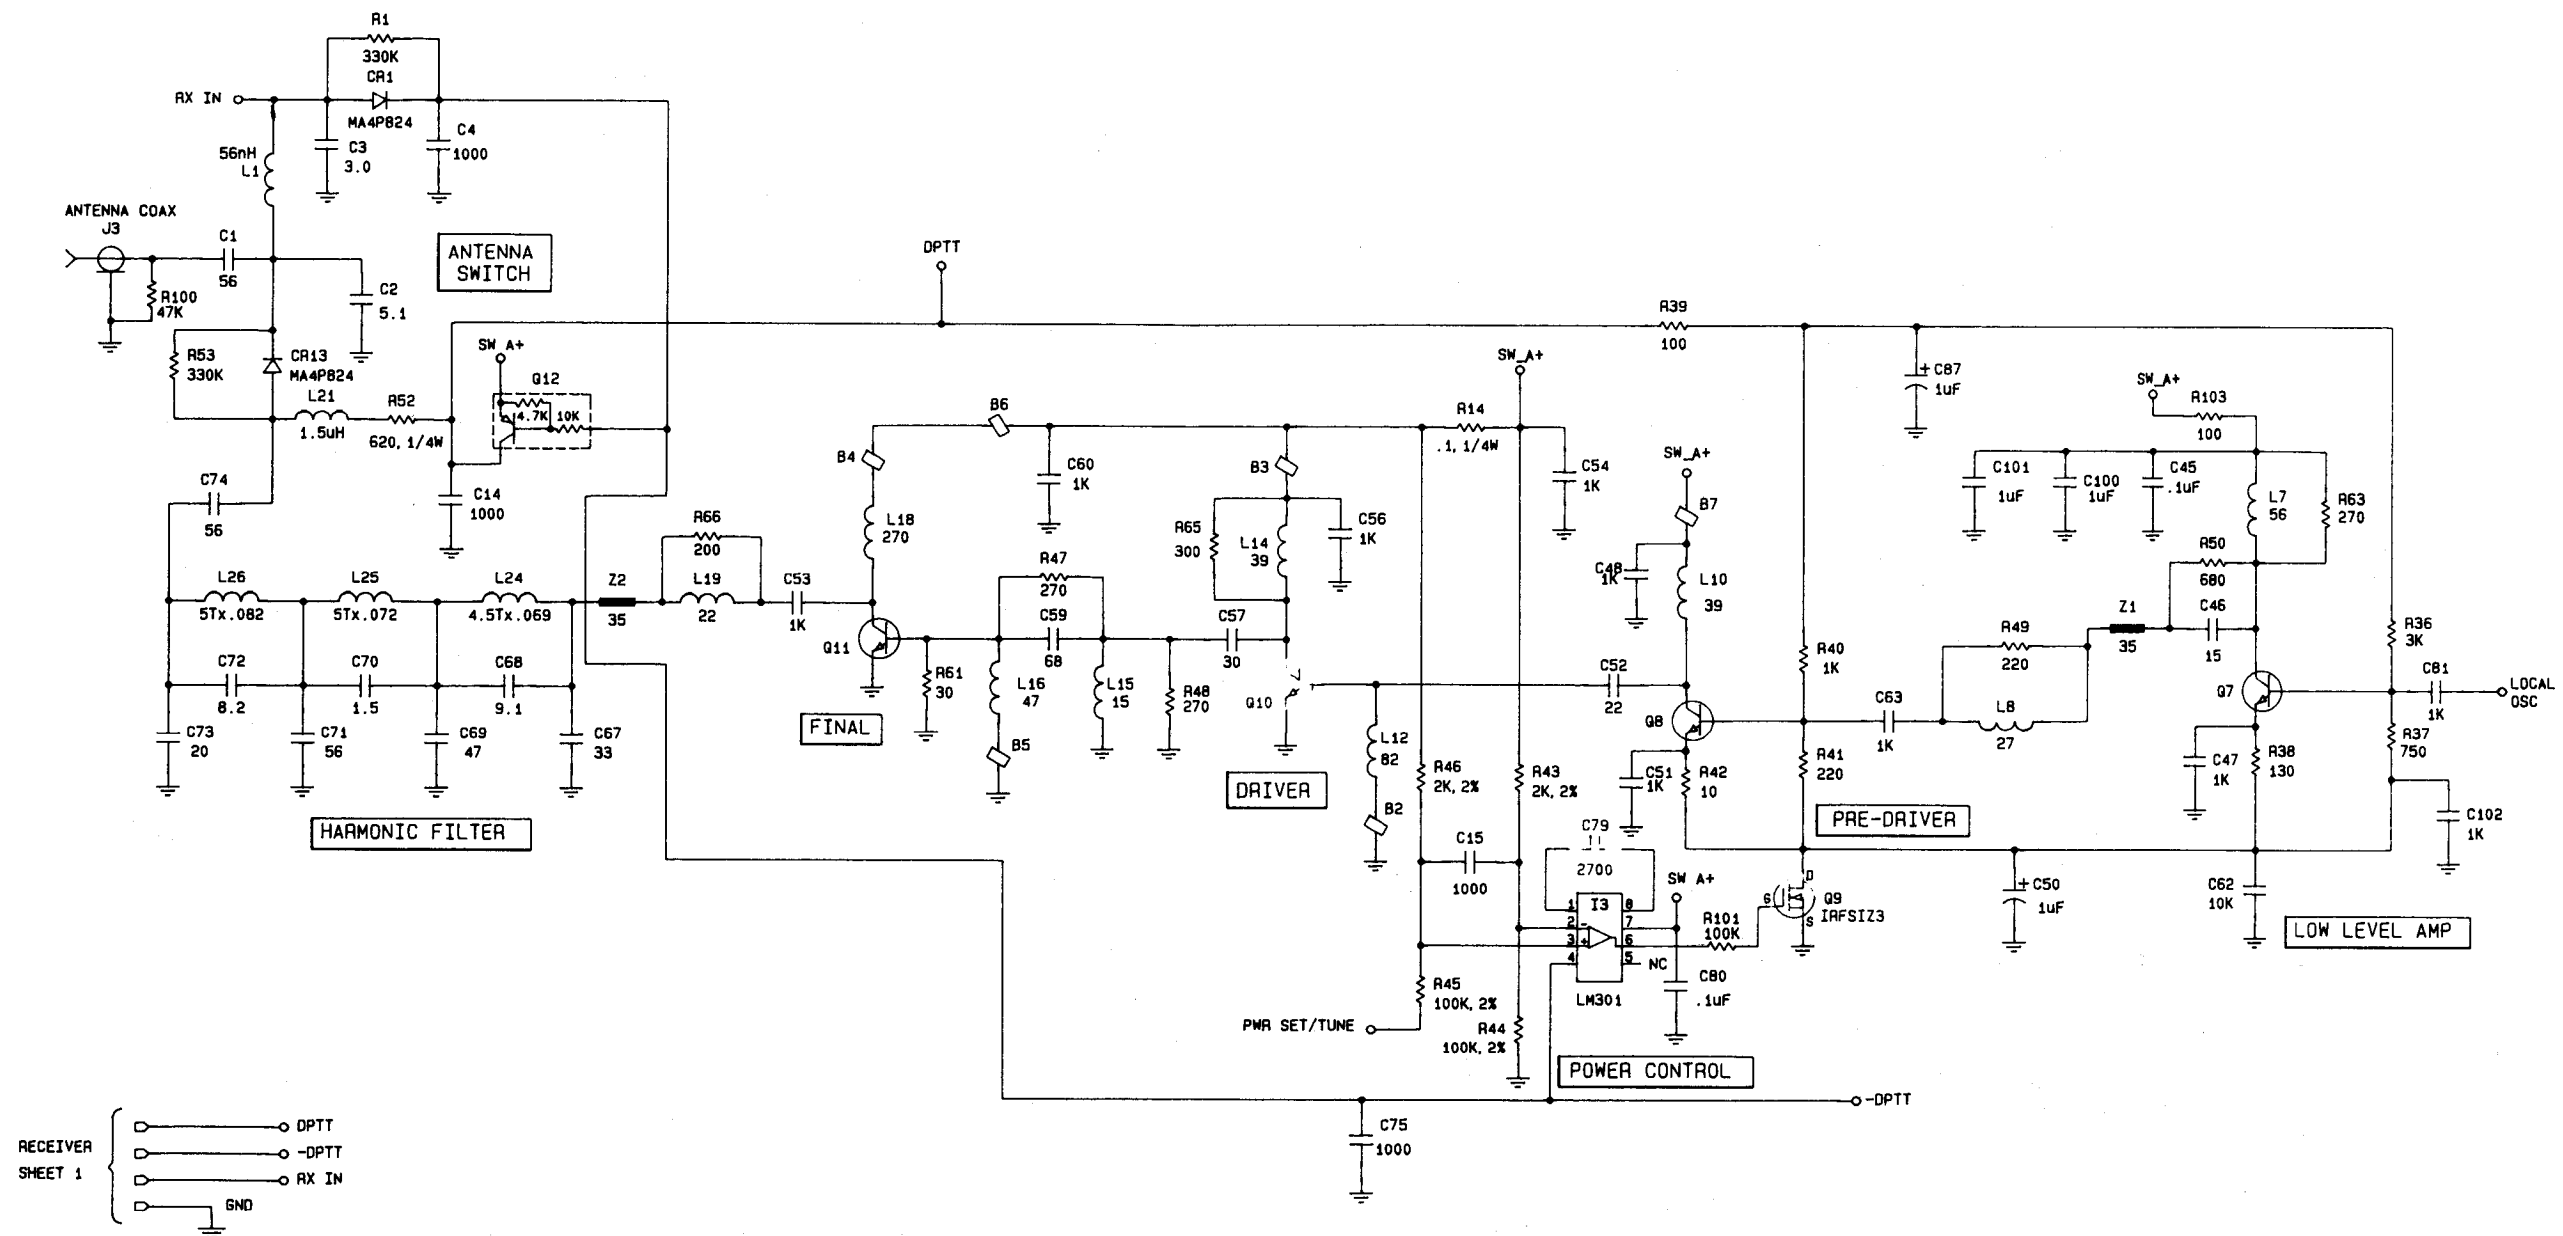 R1
330K
CR1
MA4P824
RX IN
C4
1000
C3
3.0
56nH
L1
ANTENNA COAX
J3
C1
56
R100
47K
C2
5.1
ANTENNA
SWITCH
R53
330K
CR13
MA4P824
L21
1.5uH
R52
620, 1/4W
SW A+
Q12
4.7K
10K
C14
1000
C74
56
DPTT
R39
100
SW_A+
B6
R14
.1, 1/4W
B4
C60
1K
B3
C54
1K
L18
270
R65
300
L14
39
C56
1K
R66
200
L19
22
C53
1K
Z2
35
L26
5Tx.082
L25
5Tx.072
L24
4.5Tx.069
C72
8.2
C70
1.5
C68
9.1
C73
20
C71
56
C69
47
C67
33
HARMONIC FILTER
Q11
FINAL
R61
30
R47
270
C59
68
L16
47
B5
L15
15
R48
270
C57
30
Q10
DRIVER
L12
82
B2
C52
22
SW_A+
B7
C48
1K
L10
39
Q8
C51
1K
R42
10
R40
1K
R41
220
C63
1K
PRE-DRIVER
C87
1uF
SW_A+
R103
100
C101
1uF
C100
1uF
C45
.1uF
L7
56
R63
270
R50
680
C46
15
Z1
35
R49
220
L8
27
Q7
R36
3K
C81
1K
LOCAL
OSC
R37
750
C47
1K
R38
130
C102
1K
C62
10K
C50
1uF
LOW LEVEL AMP
R46
2K, 2%
R43
2K, 2%
C15
1000
C79
2700
SW A+
I3
1
2
3
4
8
7
6
5
-
+
NC
LM301
R101
100K
G
D
S
Q9
IRFSIZ3
C80
.1uF
R45
100K, 2%
PWR SET/TUNE
R44
100K, 2%
POWER CONTROL
-DPTT
C75
1000
RECEIVER
SHEET 1
DPTT
-DPTT
RX IN
GND